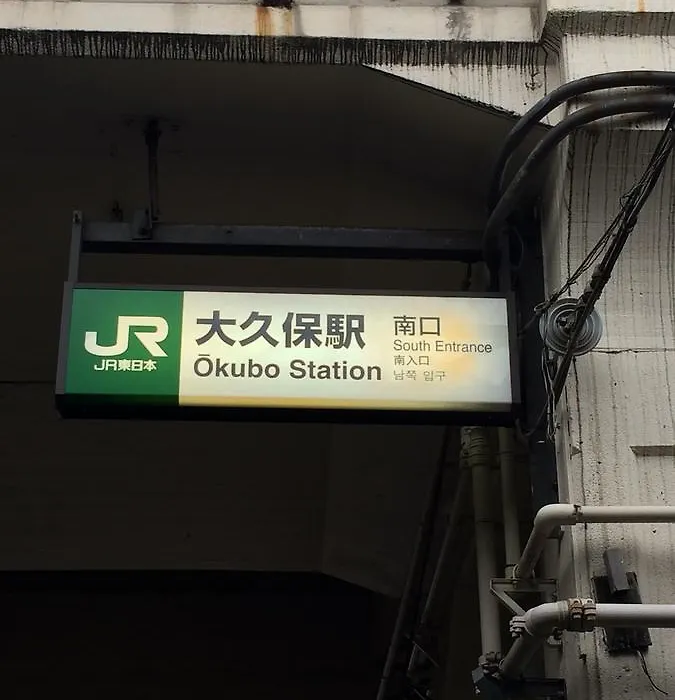 JR
JR東日本
大久保駅
Ōkubo Station
南口
South Entrance
南入口
남쪽 입구